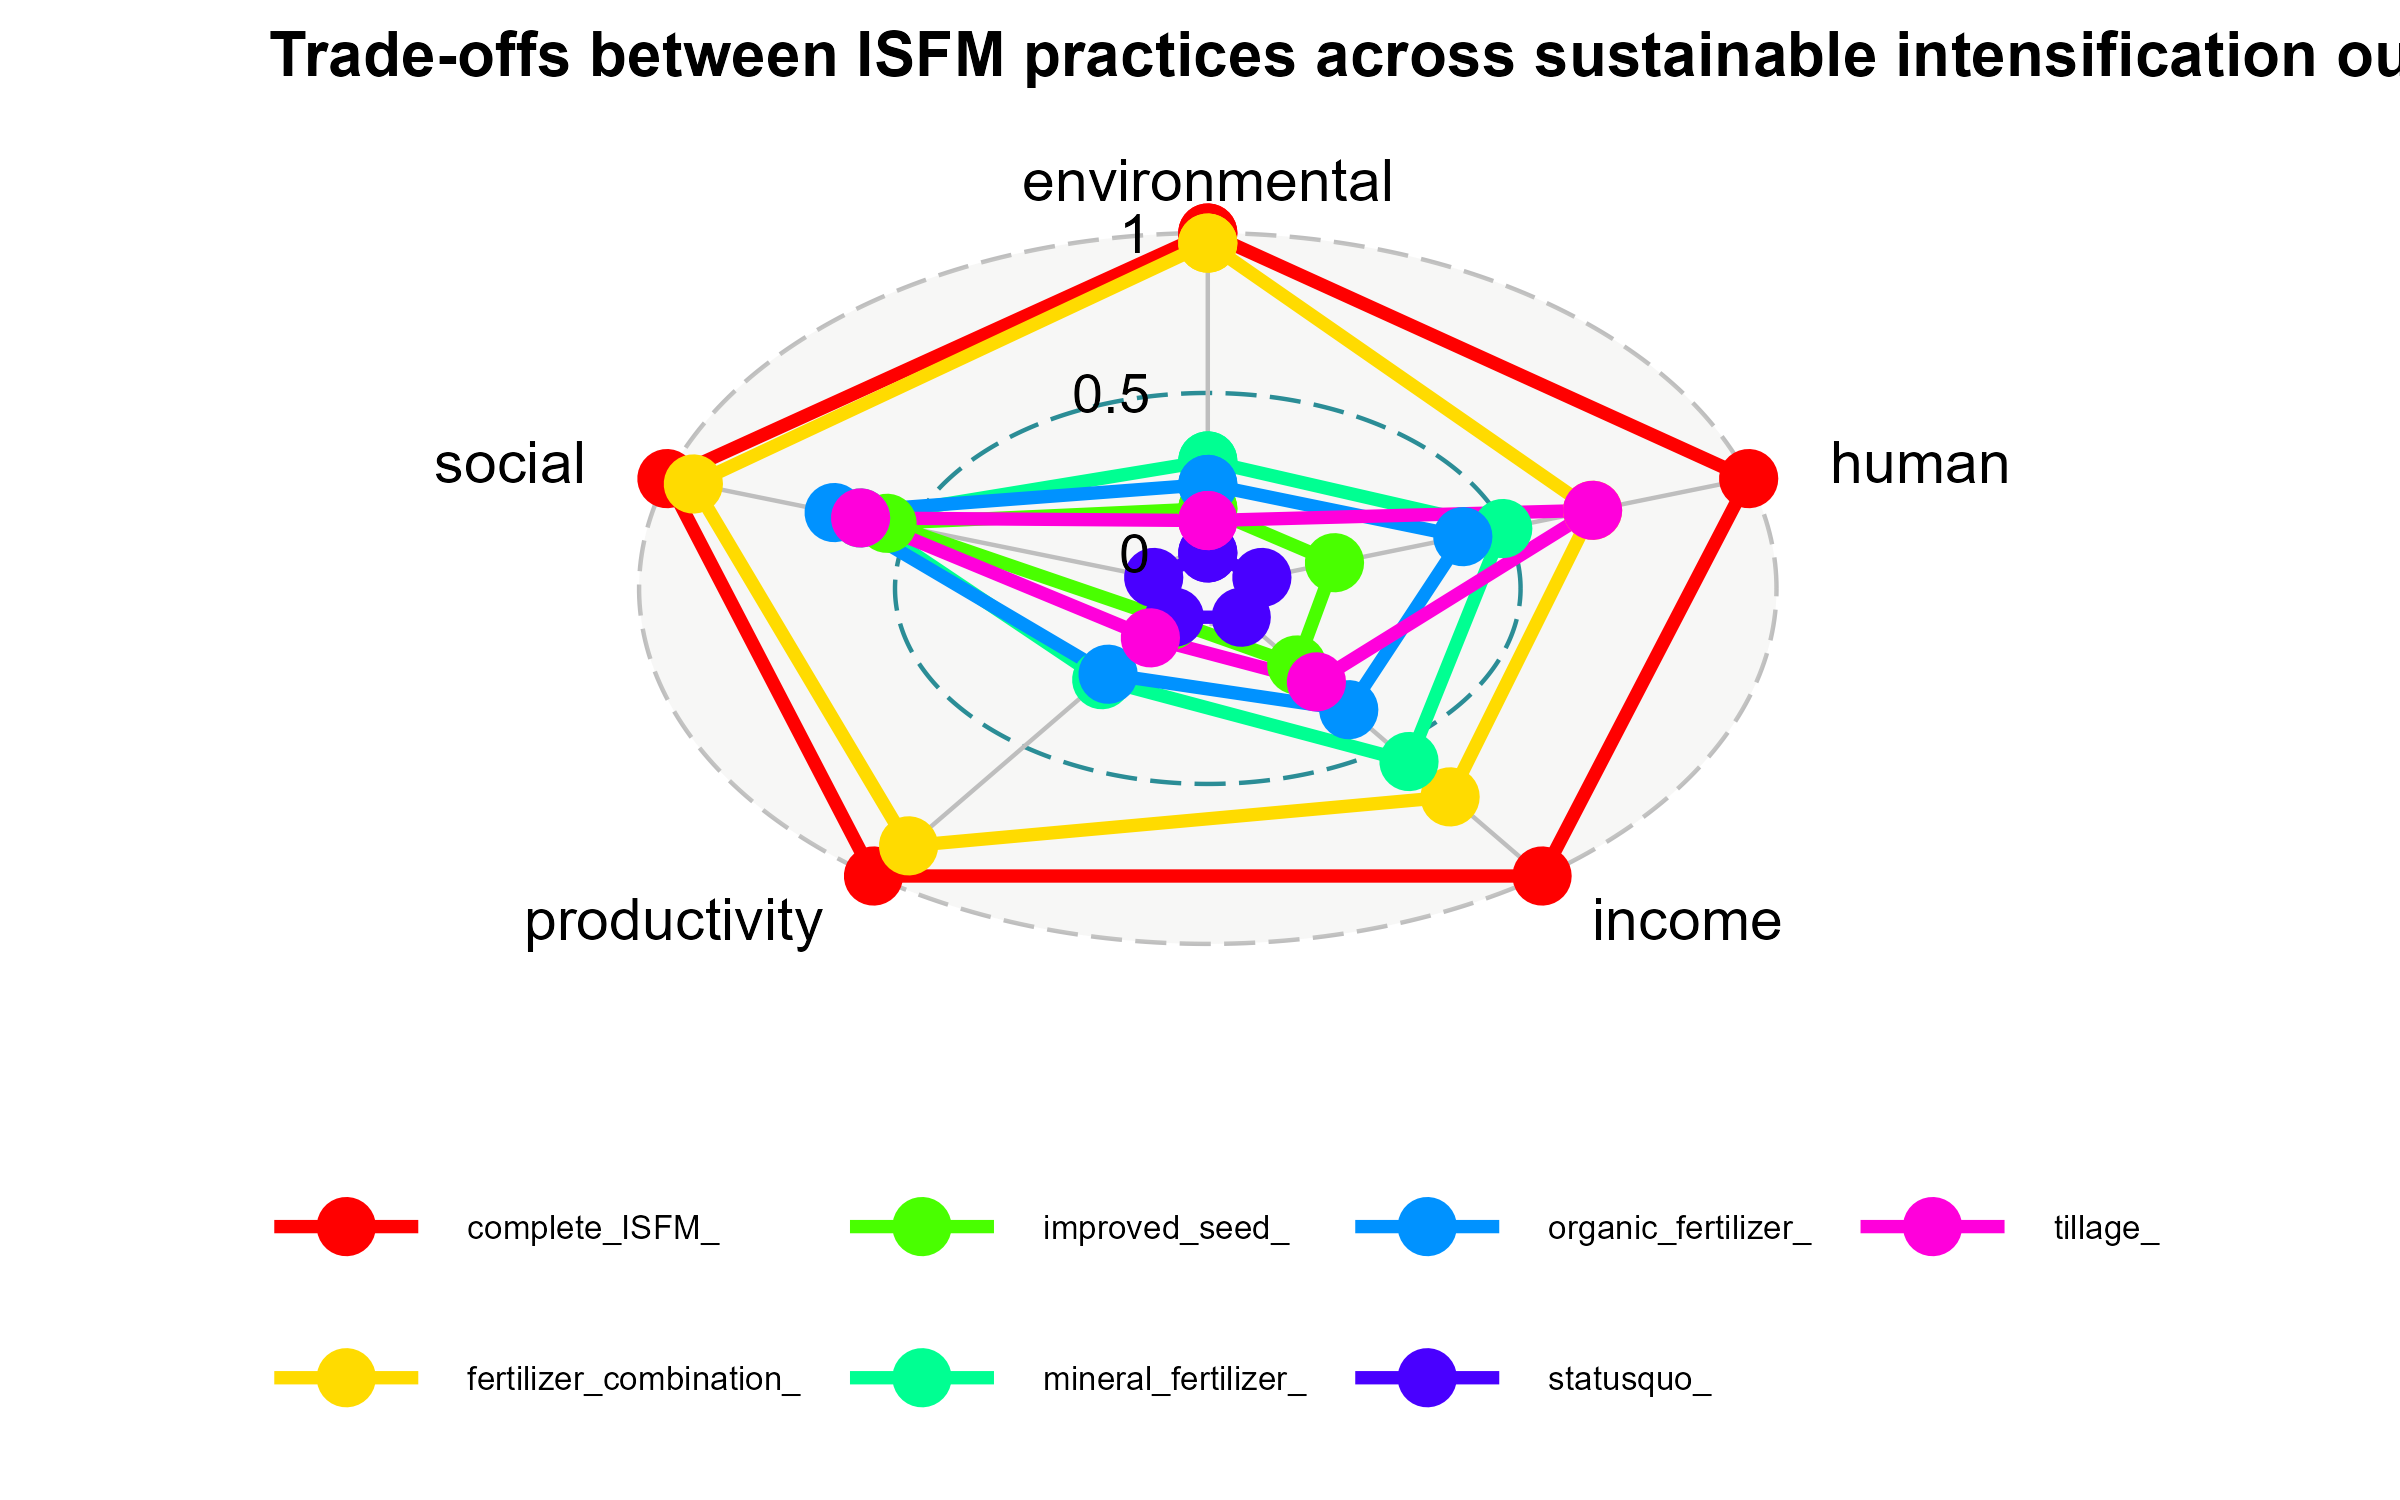 Trade-offs between ISFM practices across sustainable intensification ou
environmental
1
0.5
social
human
0
productivity
income
complete_ISFM_
improved_seed_
organic_fertilizer_
tillage_
fertilizer_combination_
mineral_fertilizer_
statusquo_